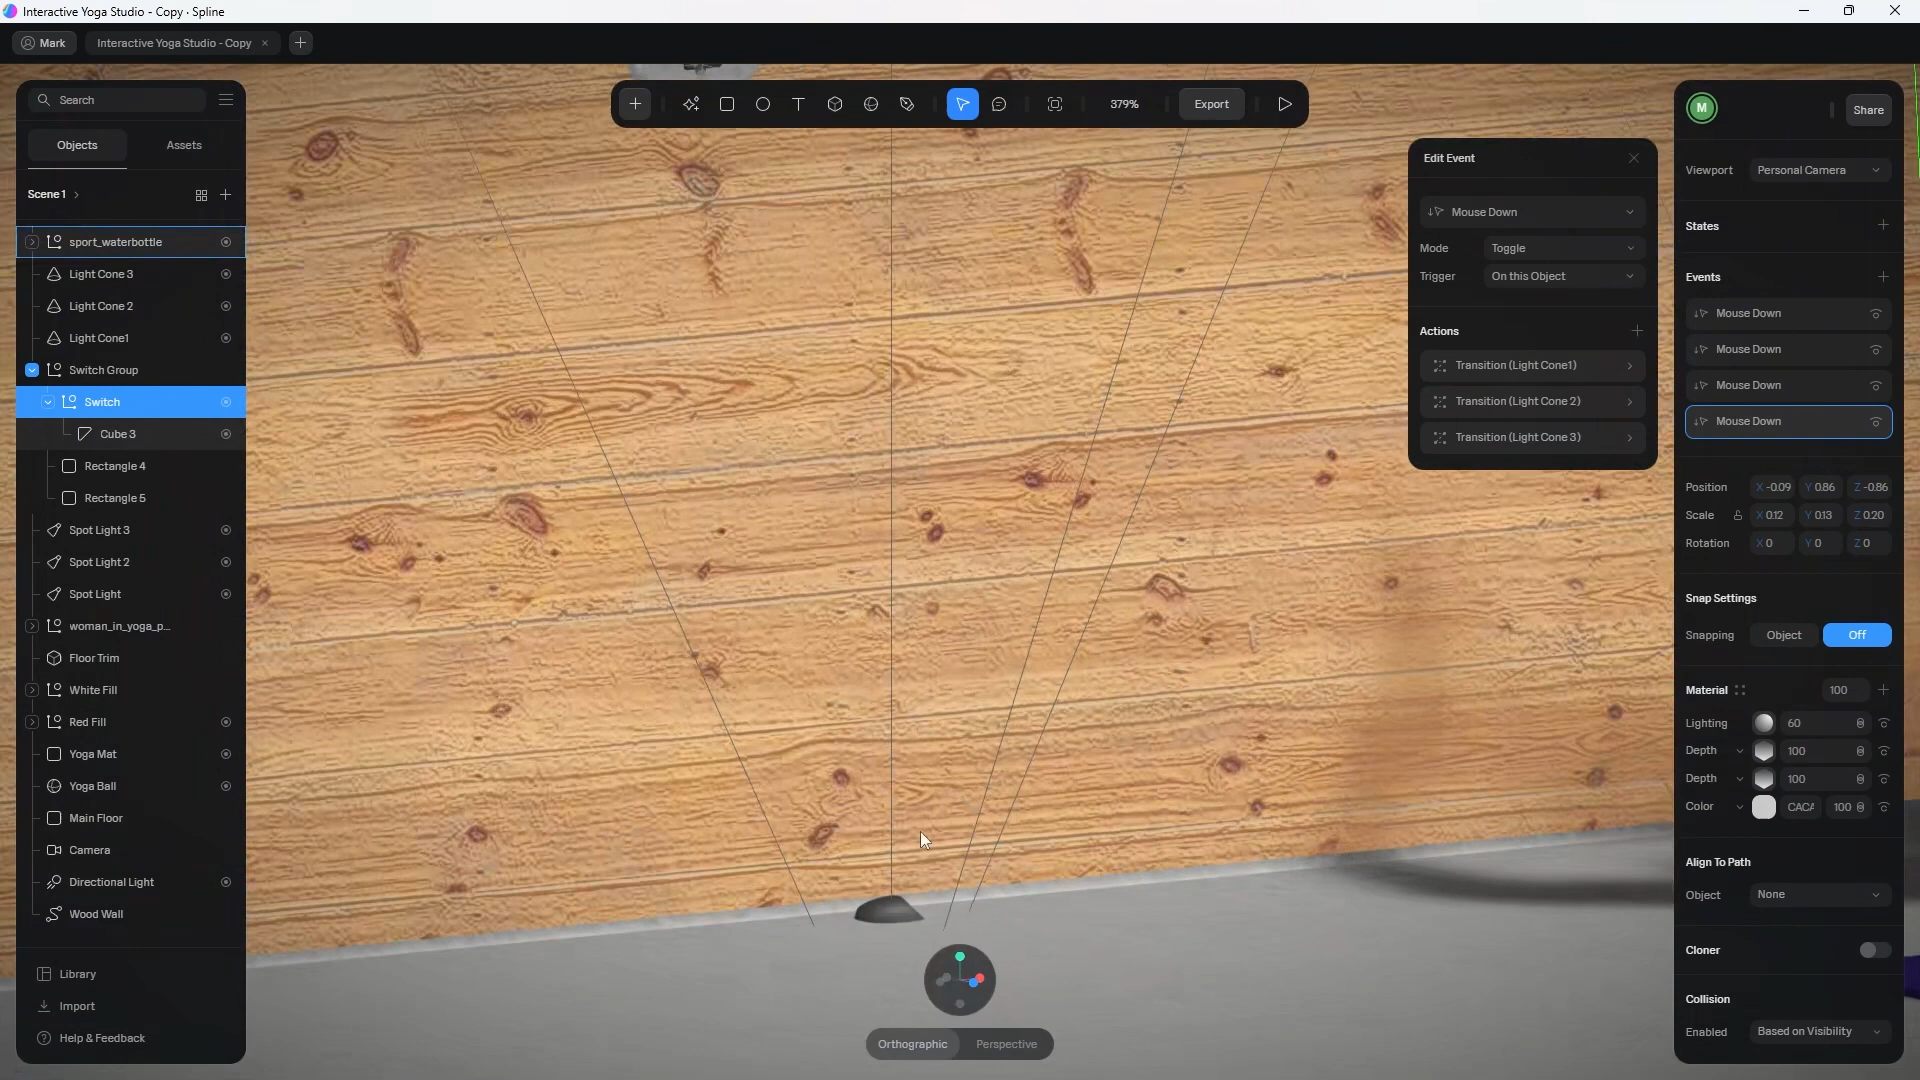 Interactive Yoga Studio - Copy · Spline
Mark
Interactive Yoga Studio - Copy
Search
Objects
Assets
Scene 1
sport_waterbottle
Light Cone 3
Light Cone 2
Light Cone1
Switch Group
Switch
Cube 3
Rectangle 4
Rectangle 5
Spot Light 3
Spot Light 2
Spot Light
woman_in_yoga_p...
Floor Trim
White Fill
Red Fill
Yoga Mat
Yoga Ball
Main Floor
Camera
Directional Light
Wood Wall
Library
Import
Help & Feedback
T
379%
Export
Orthographic
Perspective
Edit Event
Mouse Down
Mode Toggle
Trigger On this Object
Actions
Transition (Light Cone1)
Transition (Light Cone 2)
Transition (Light Cone 3)
M
Share
Viewport Personal Camera
States
Events
Mouse Down
Mouse Down
Mouse Down
Mouse Down
Position X -0.09 Y 0.86 Z -0.86
Scale X 0.12 Y 0.13 Z 0.20
Rotation X 0 Y 0 Z 0
Snap Settings
Snapping Object Off
Material 100
Lighting 60
Depth 100
Depth 100
Color CACA 100
Align To Path
Object None
Cloner
Collision
Enabled Based on Visibility